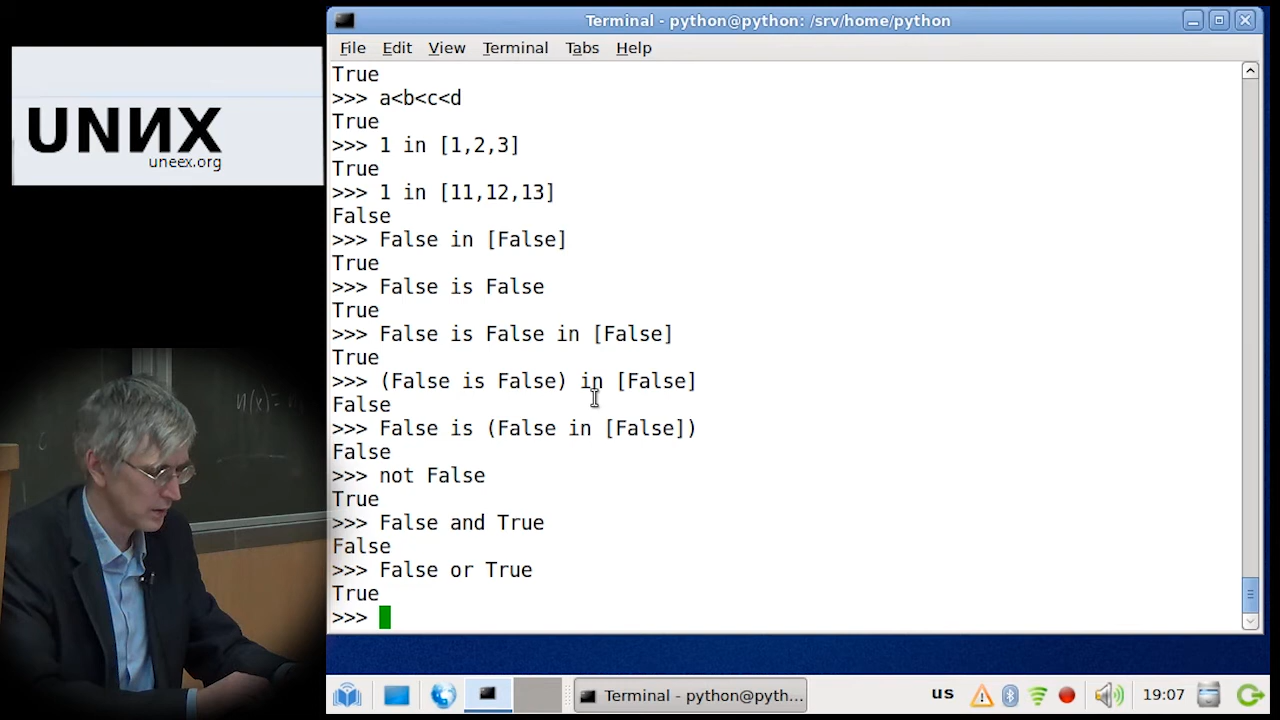 UNИX
uneex.org
Terminal - python@python: /srv/home/python
File Edit View Terminal Tabs Help
True
>>> a<b<c<d
True
>>> 1 in [1,2,3]
True
>>> 1 in [11,12,13]
False
>>> False in [False]
True
>>> False is False
True
>>> False is False in [False]
True
>>> (False is False) in [False]
False
>>> False is (False in [False])
False
>>> not False
True
>>> False and True
False
>>> False or True
True
>>>
Terminal - python@pyth...
us
19:07